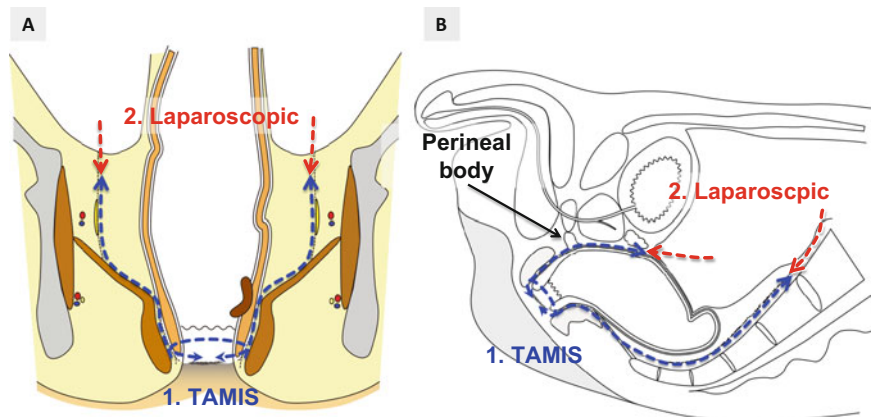 A
2. Laparoscopic
1. TAMIS
B
Perineal
body
2. Laparoscpic
1. TAMIS